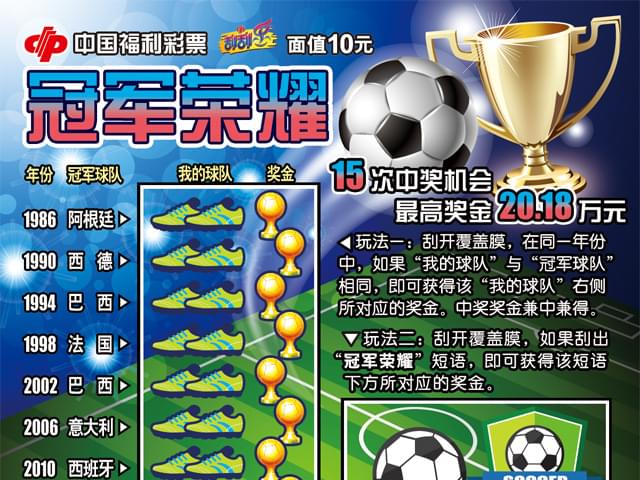 中国福利彩票 刮刮乐 面值10元
冠军荣耀
年份 冠军球队 我的球队 奖金
1986 阿根廷
1990 西德
1994 巴西
1998 法国
2002 巴西
2006 意大利
2010 西班牙
15次中奖机会
最高奖金20.18万元
玩法一：刮开覆盖膜，在同一年份
中，如果“我的球队”与“冠军球队”
相同，即可获得该“我的球队”右侧
所对应的奖金。中奖奖金兼中兼得。
玩法二：刮开覆盖膜，如果刮出
“冠军荣耀”短语，即可获得该短语
下方所对应的奖金。
SOCCER